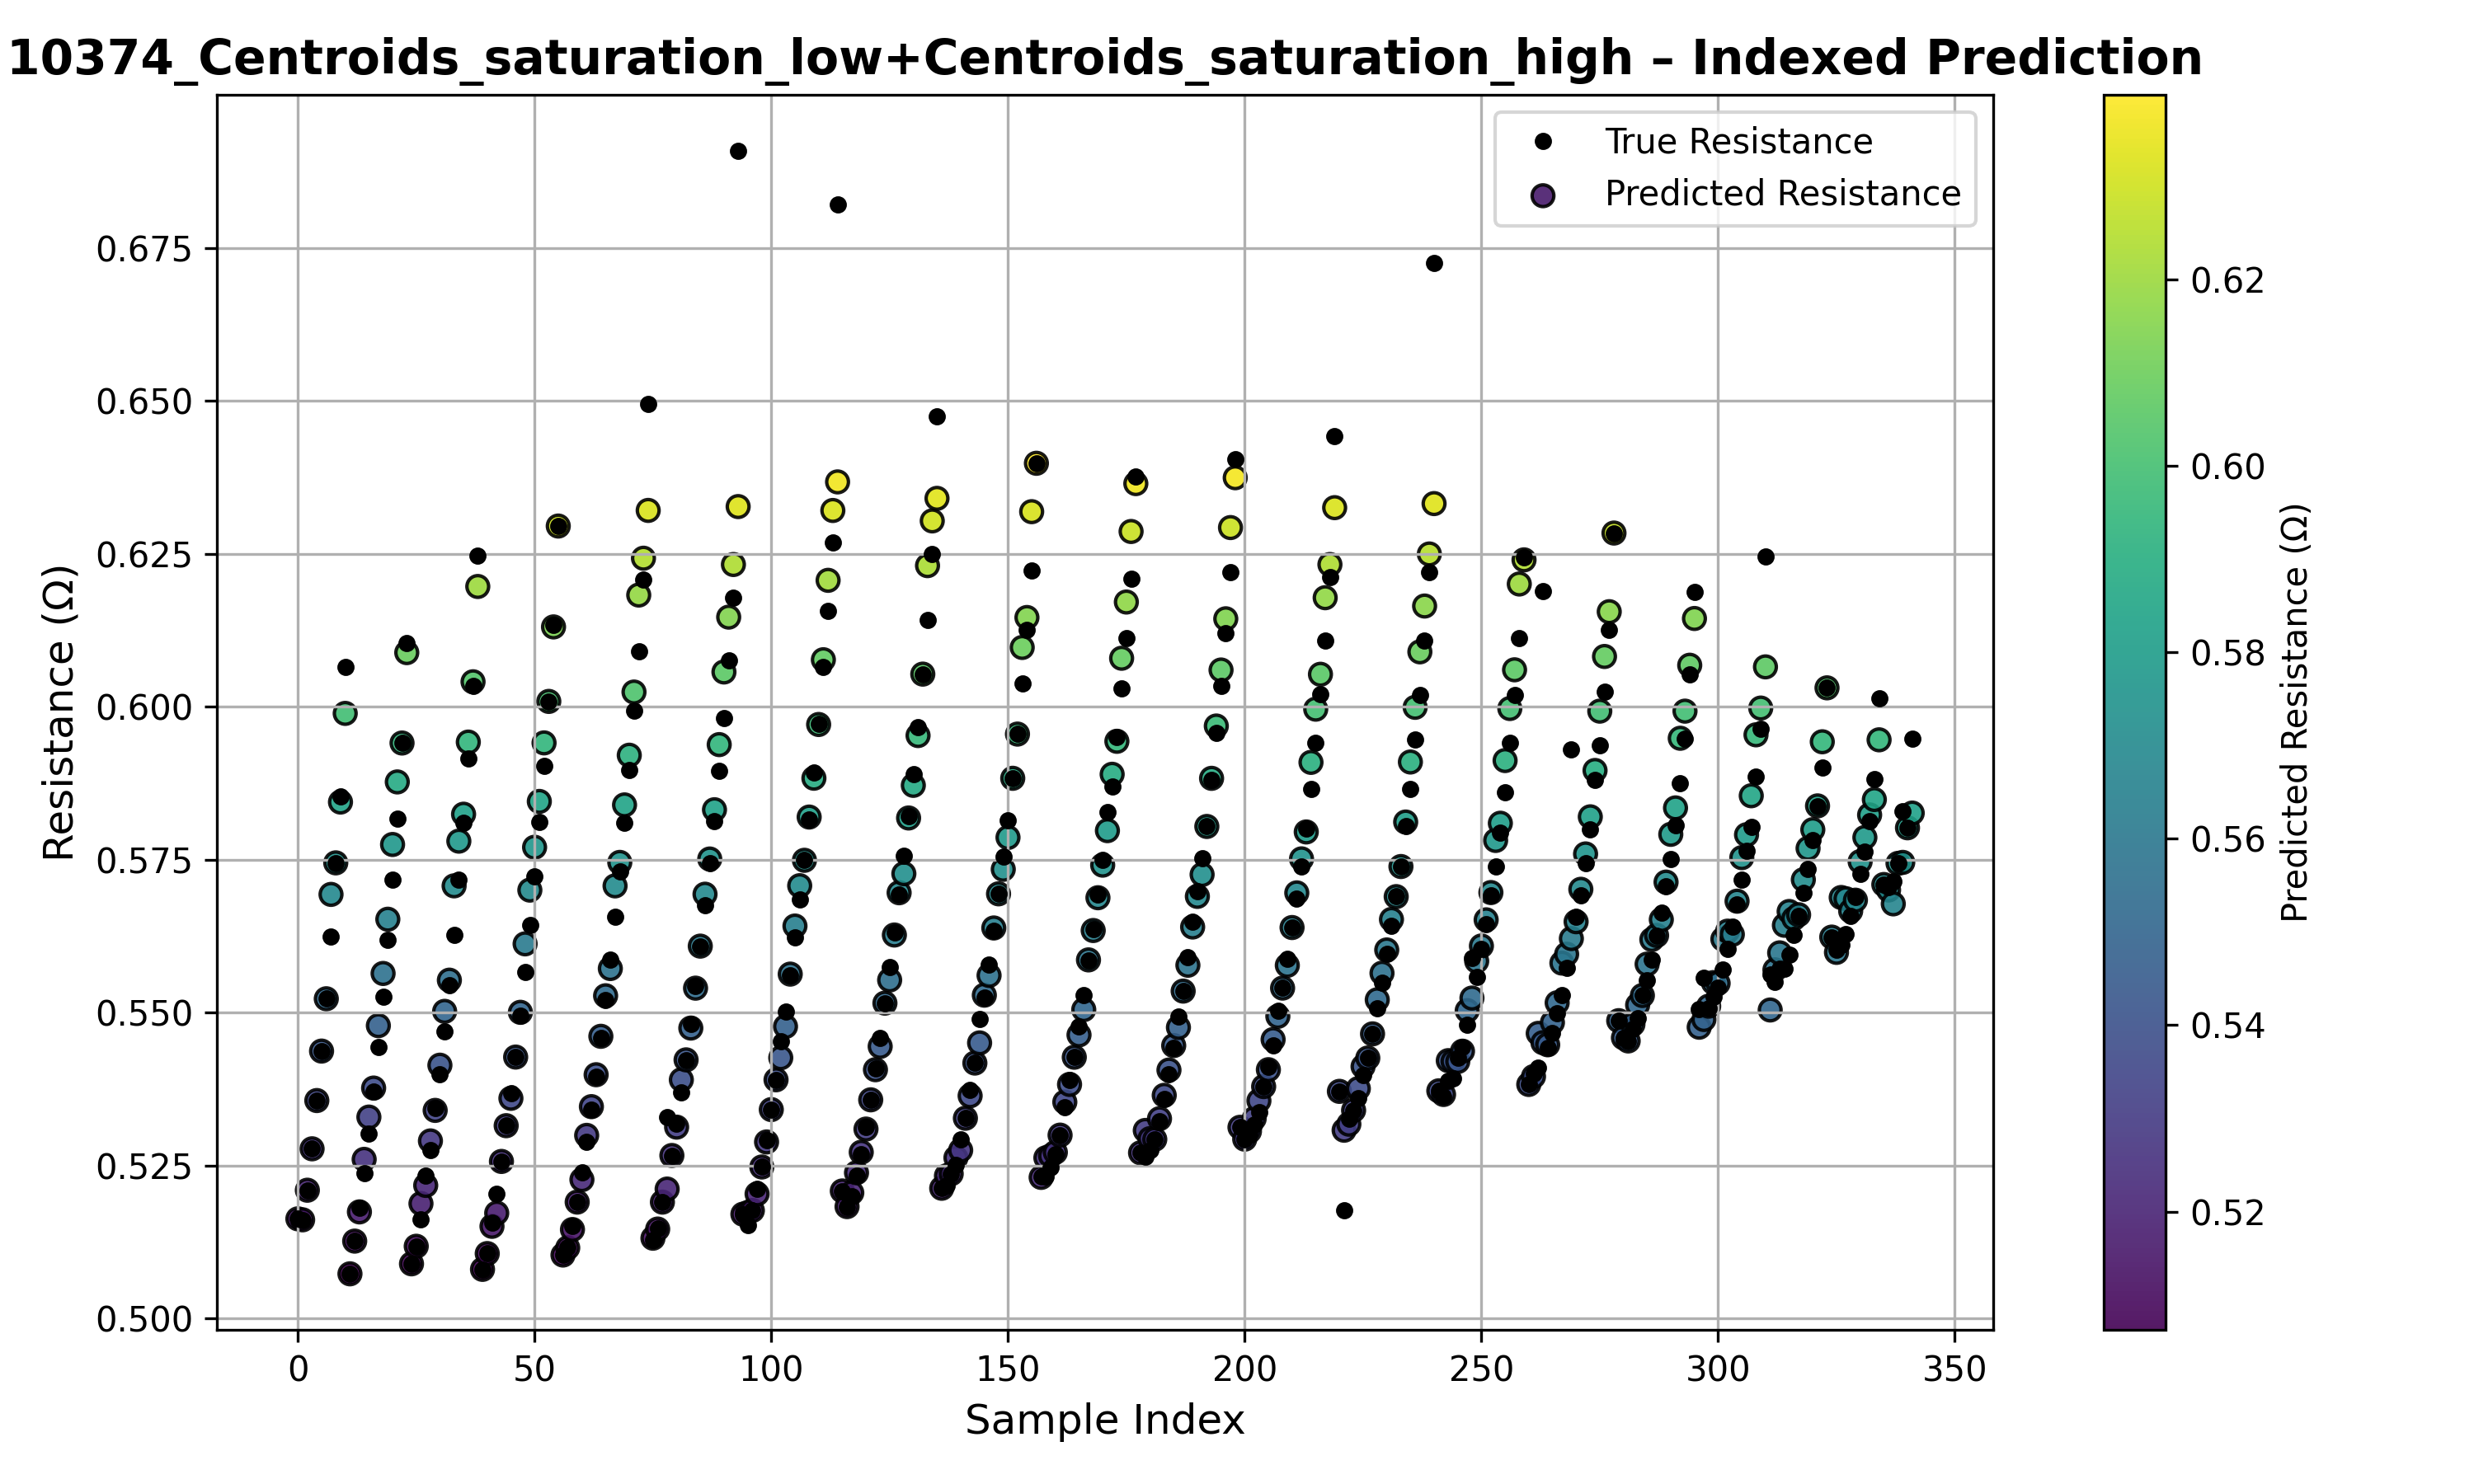 10374_Centroids_saturation_low+Centroids_saturation_high – Indexed Prediction
True Resistance
Predicted Resistance
Resistance (Ω)
0.675
0.650
0.625
0.600
0.575
0.550
0.525
0.500
0 50 100 150 200 250 300 350
Sample Index
0.62
0.60
0.58
0.56
0.54
0.52
Predicted Resistance (Ω)